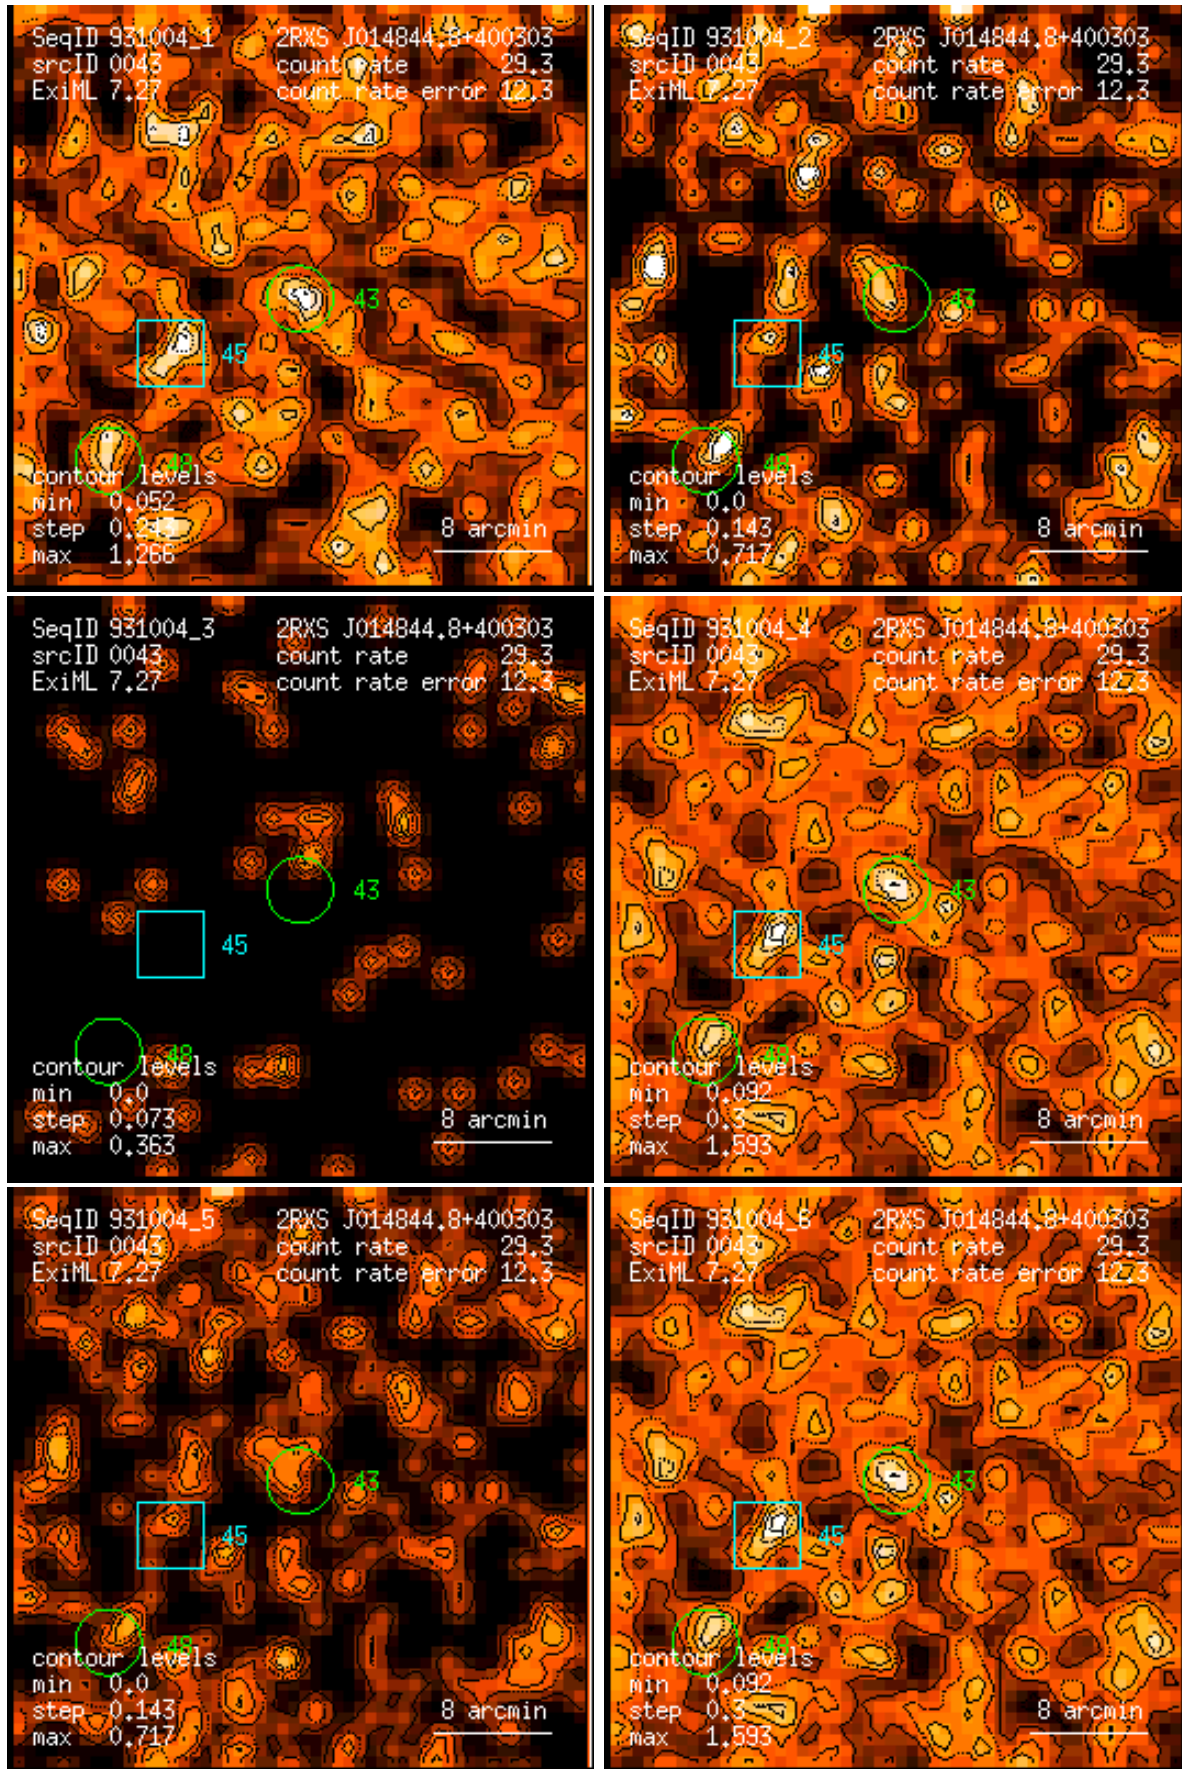 SeqID 931004_1 2RXS J014844.8+400303
srcID 0043 count rate 29.3
ExiML 7.27 count rate error 12.3
43
45
48
contour levels
min 0.052
step 0.243 8 arcmin
max 1.266
SeqID 931004_2 2RXS J014844.8+400303
srcID 0043 count rate 29.3
ExiML 7.27 count rate error 12.3
43
45
48
contour levels
min 0.0
step 0.143 8 arcmin
max 0.717
SeqID 931004_3 2RXS J014844.8+400303
srcID 0043 count rate 29.3
ExiML 7.27 count rate error 12.3
43
45
48
contour levels
min 0.0
step 0.073 8 arcmin
max 0.363
SeqID 931004_4 2RXS J014844.8+400303
srcID 0043 count rate 29.3
ExiML 7.27 count rate error 12.3
43
45
48
contour levels
min 0.092
step 0.3 8 arcmin
max 1.593
SeqID 931004_5 2RXS J014844.8+400303
srcID 0043 count rate 29.3
ExiML 7.27 count rate error 12.3
43
45
48
contour levels
min 0.0
step 0.143 8 arcmin
max 0.717
SeqID 931004_6 2RXS J014844.8+400303
srcID 0043 count rate 29.3
ExiML 7.27 count rate error 12.3
43
45
48
contour levels
min 0.092
step 0.3 8 arcmin
max 1.593